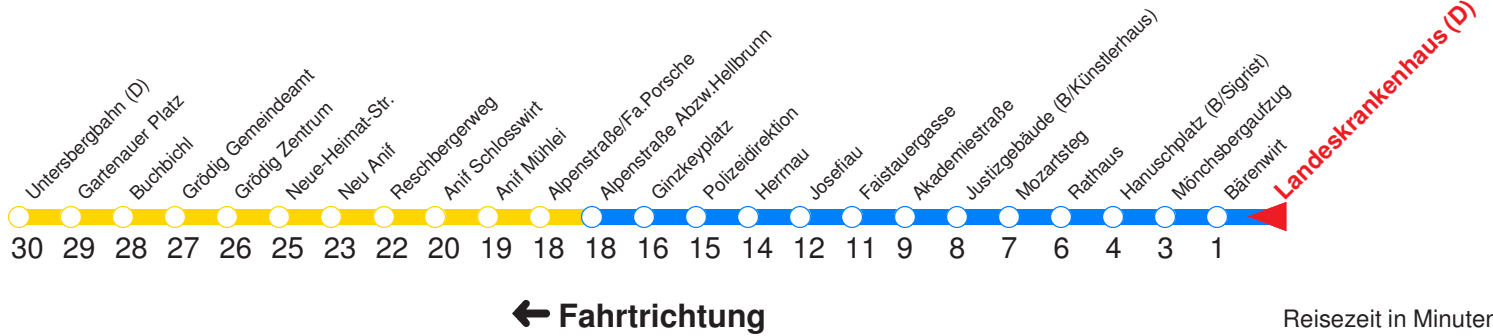 Untersbergbahn (D)
Gartenauer Platz
Buchbichl
Grödig Gemeindeamt
Grödig Zentrum
Neue-Heimat-Str.
Neu Anif
Reschbergerweg
Anif Schlosswirt
Anif Mühlei
Alpenstraße/Fa.Porsche
Alpenstraße Abzw.Hellbrunn
Ginzkeyplatz
Polizeidirektion
Herrnau
Josefiau
Faistauergasse
Akademiestraße
Justizgebäude (B/Künstlerhaus)
Mozartsteg
Rathaus
Hanuschplatz (B/Sigrist)
Mönchsbergaufzug
Bärenwirt
Landeskrankenhaus (D)
30 29 28 27 26 25 23 22 20 19 18 18 16 15 14 12 11 9 8 7 6 4 3 1
← Fahrtrichtung
Reisezeit in Minuten